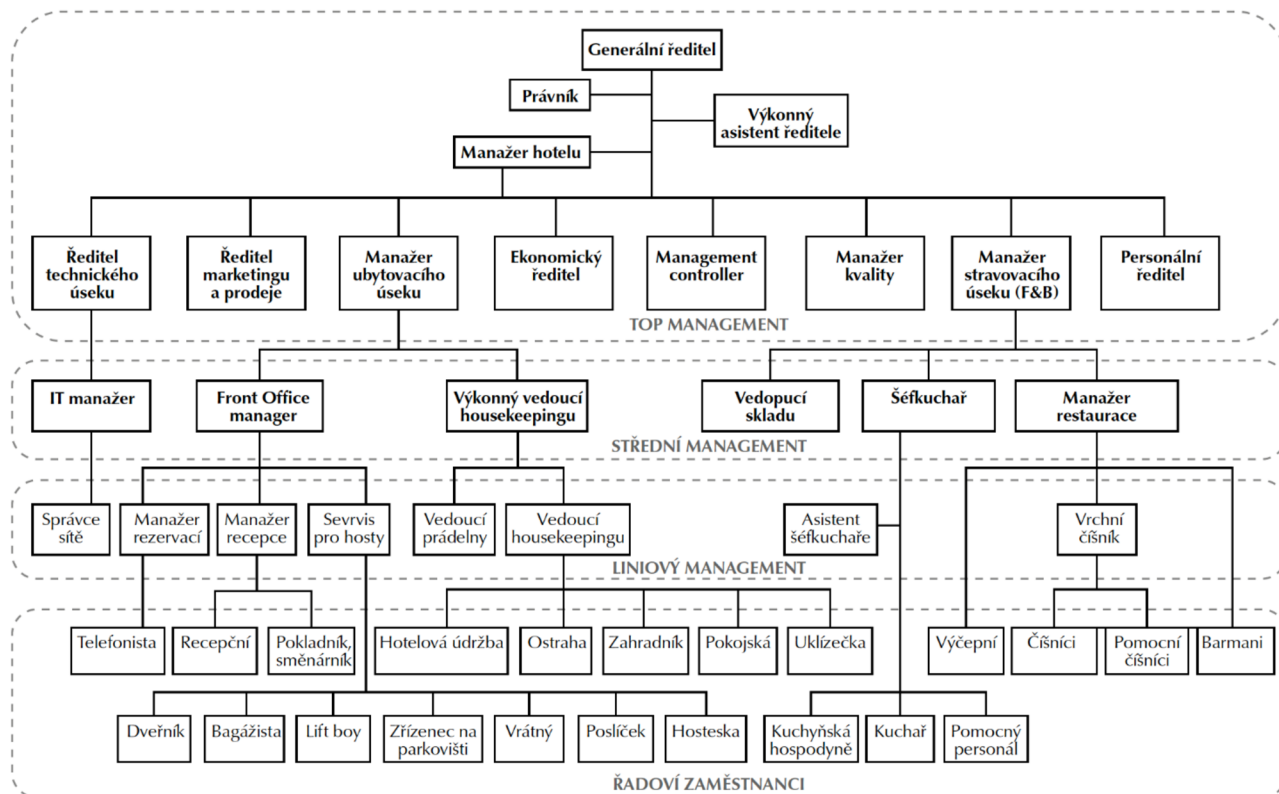 Generální ředitel
Právník
Výkonný
asistent ředitele
Manažer hotelu
Ředitel
technického
úseku
Ředitel
marketingu
a prodeje
Manažer
ubytovacího
úseku
Ekonomický
ředitel
Management
controller
Manažer
kvality
Manažer
stravovacího
úseku (F&B)
Personální
ředitel
TOP MANAGEMENT
IT manažer
Front Office
manager
Výkonný vedoucí
housekeepingu
Vedopucí
skladu
Šéfkuchař
Manažer
restaurace
STŘEDNÍ MANAGEMENT
Správce
sítě
Manažer
rezervací
Manažer
recepce
Sevrvis
pro hosty
Vedoucí
prádelny
Vedoucí
housekeepingu
Asistent
šéfkuchaře
Vrchní
číšník
LINIOVÝ MANAGEMENT
Telefonista
Recepční
Pokladník,
směnárník
Hotelová údržba
Ostraha
Zahradník
Pokojská
Uklízečka
Výčepní
Číšníci
Pomocní
číšníci
Barmani
Dveřník
Bagážista
Lift boy
Zřízenec na
parkovišti
Vrátný
Poslíček
Hosteska
Kuchyňská
hospodyně
Kuchař
Pomocný
personál
ŘADOVÍ ZAMĚSTNANCI